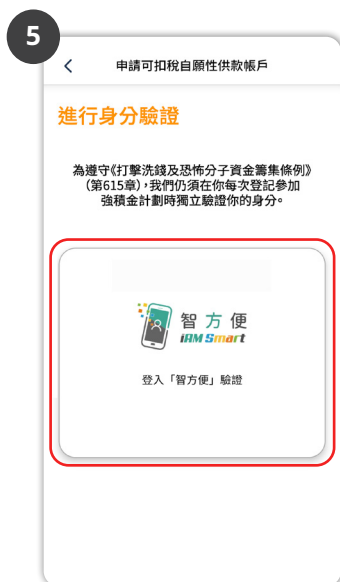 5
申請可扣稅自願性供款帳戶
進行身分驗證
為遵守《打擊洗錢及恐怖分子資金籌集條例》
（第615章），我們仍須在你每次登記參加
強積金計劃時獨立驗證你的身分。
智方便
iAM Smart
登入「智方便」驗證